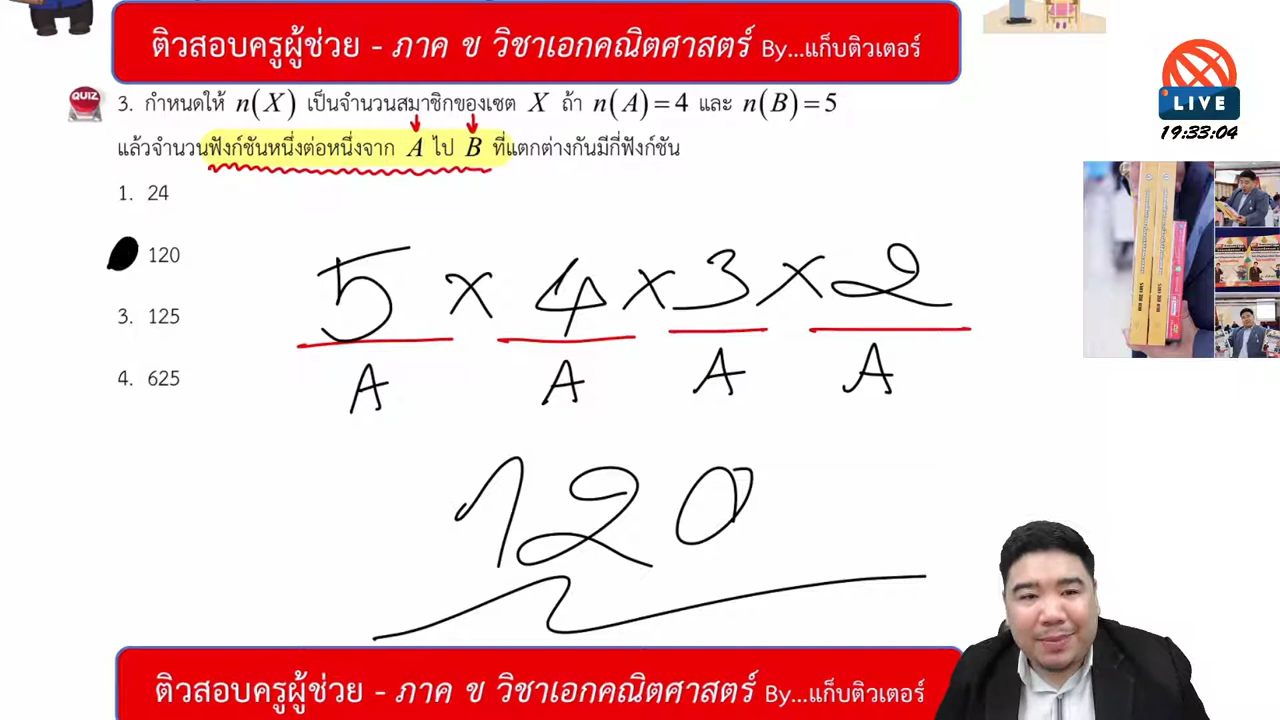 ติวสอบครูผู้ช่วย - ภาค ข วิชาเอกคณิตศาสตร์ By...แก็บติวเตอร์
LIVE
19:33:04
QUIZ
3. กำหนดให้ n(X) เป็นจำนวนสมาชิกของเซต X ถ้า n(A)=4 และ n(B)=5
แล้วจำนวนฟังก์ชันหนึ่งต่อหนึ่งจาก A ไป B ที่แตกต่างกันมีกี่ฟังก์ชัน
1. 24
120
3. 125
4. 625
5 × 4 × 3 × 2
A A A A
120
ติวสอบครูผู้ช่วย - ภาค ข วิชาเอกคณิตศาสตร์ By...แก็บติวเตอร์